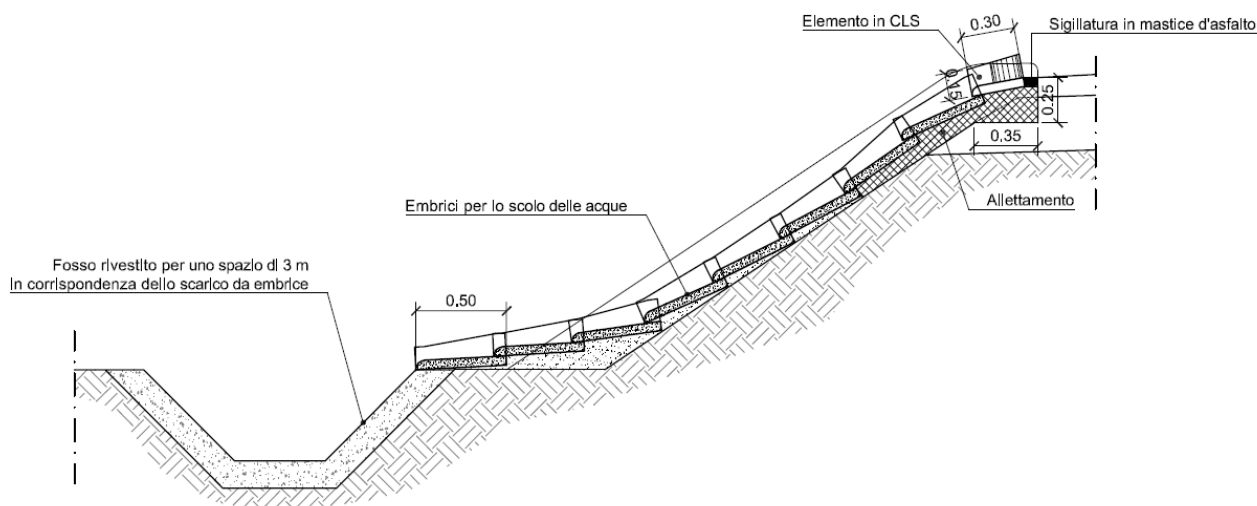 Elemento in CLS
0.30
Sigillatura in mastice d'asfalto
0.15
0.25
0.35
Allettamento
Embrici per lo scolo delle acque
Fosso rivestito per uno spazio di 3 m
in corrispondenza dello scarico da embrice
0.50